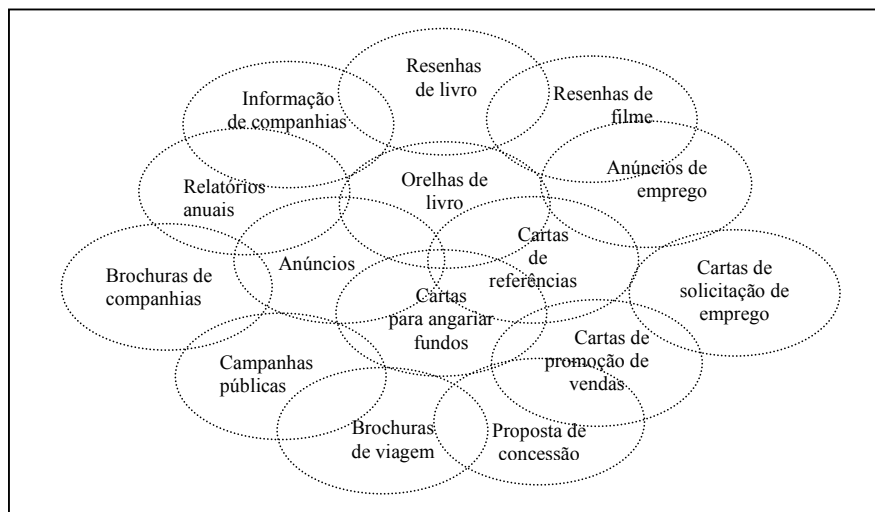 Resenhas
de livro
Informação
de companhias
Resenhas de
filme
Relatórios
anuais
Orelhas de
livro
Anúncios de
emprego
Brochuras de
companhias
Anúncios
Cartas
de
referências
Cartas de
solicitação de
emprego
Cartas
para angariar
fundos
Cartas de
promoção de
vendas
Campanhas
públicas
Brochuras
de viagem
Proposta de
concessão